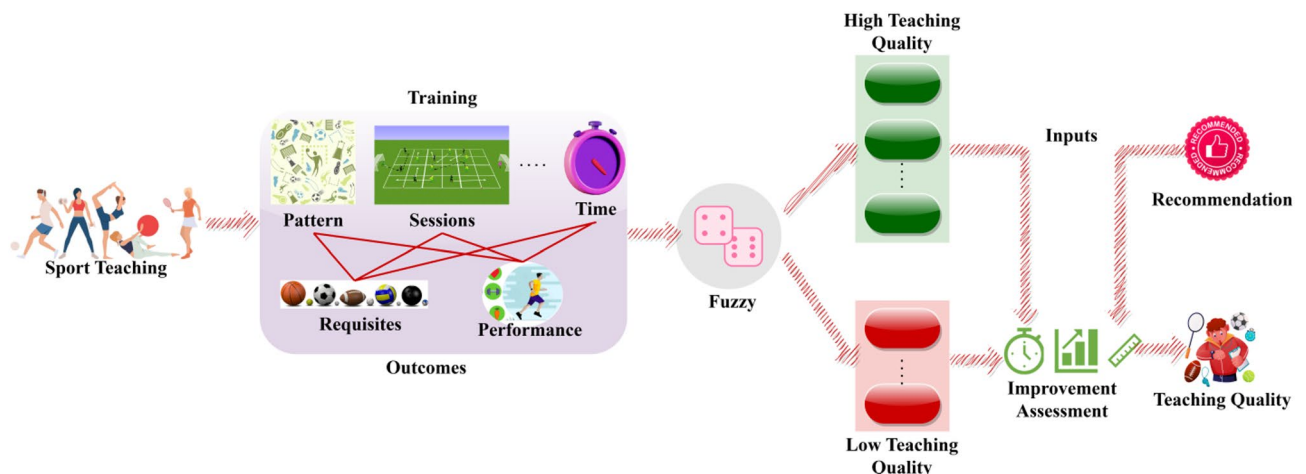 High Teaching
Quality
Training
Inputs
RECOMMENDED
RECOMMENDED
Pattern
Sessions
Time
Recommendation
Sport Teaching
Fuzzy
Requisites
Performance
Outcomes
Improvement
Assessment
Teaching Quality
Low Teaching
Quality